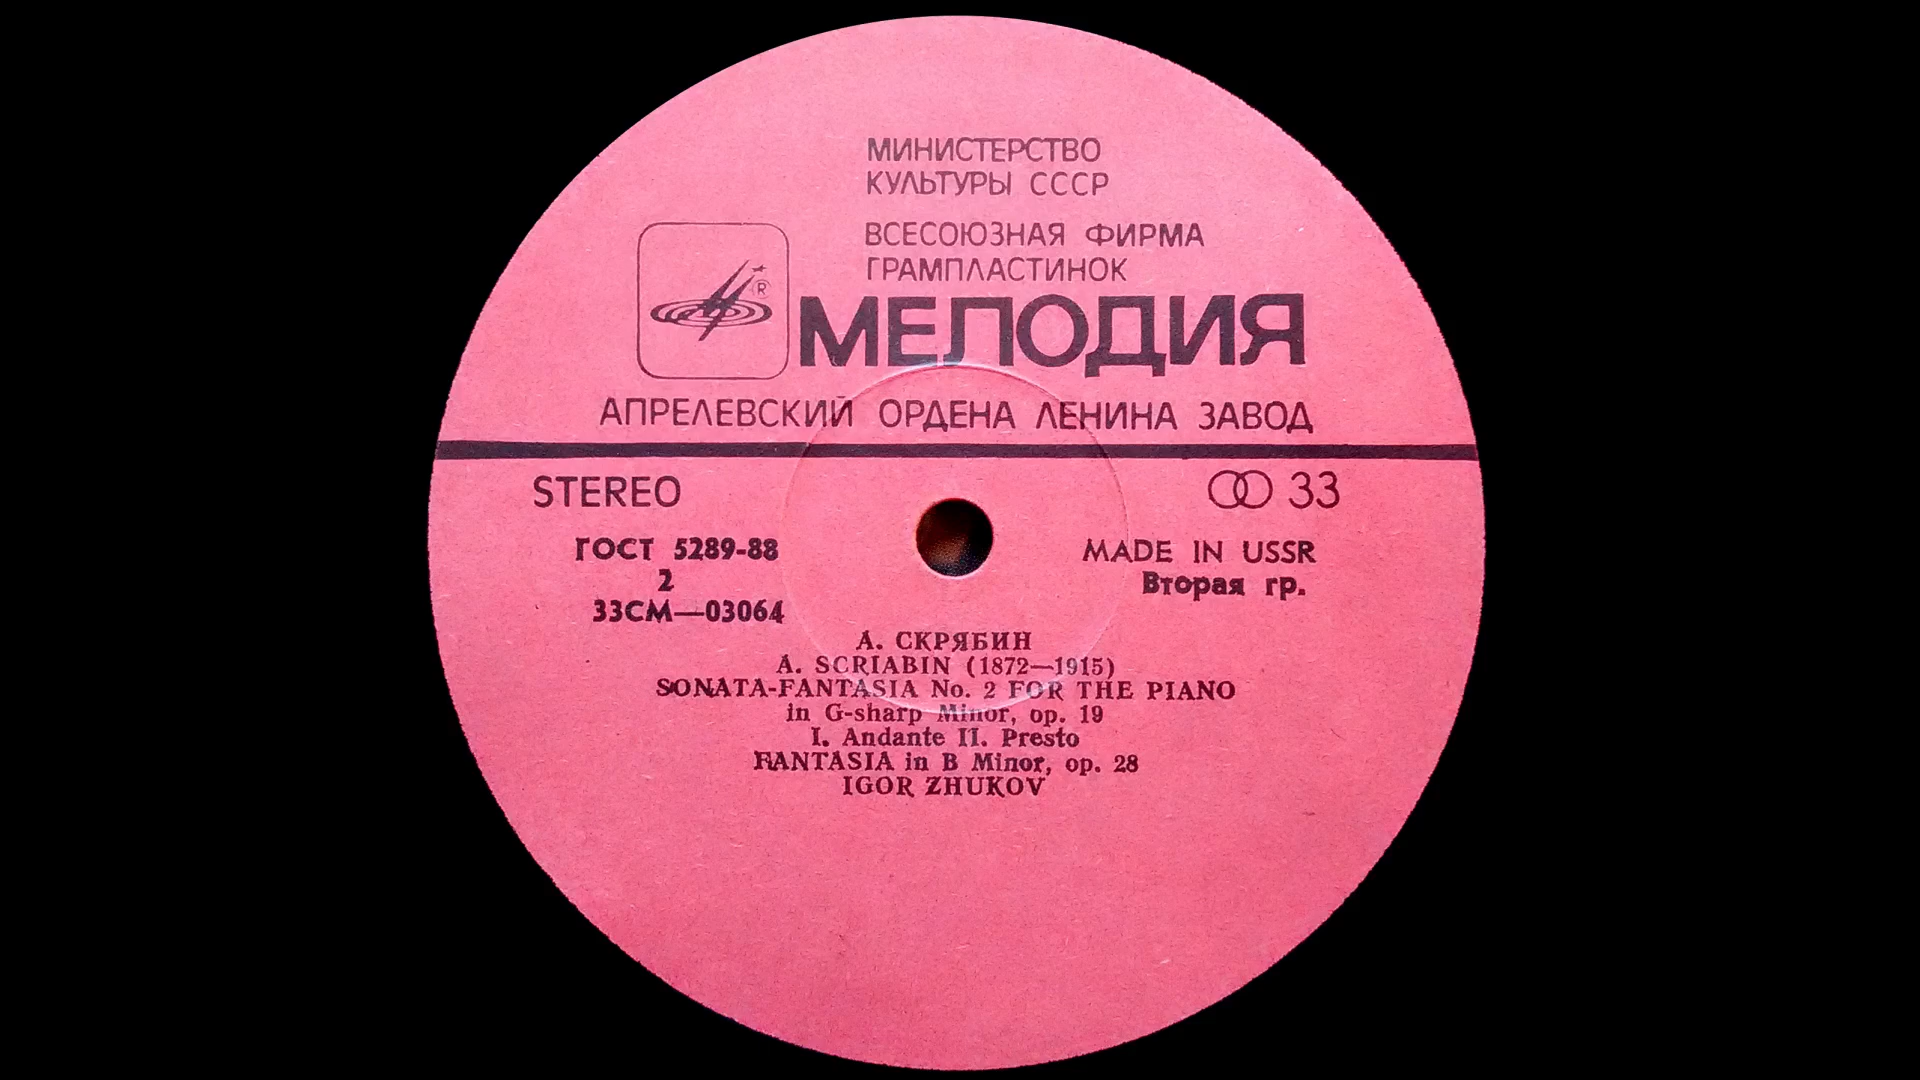 МИНИСТЕРСТВО
КУЛЬТУРЫ СССР
ВСЕСОЮЗНАЯ ФИРМА
ГРАМПЛАСТИНОК
®
МЕЛОДИЯ
АПРЕЛЕВСКИЙ ОРДЕНА ЛЕНИНА ЗАВОД
STEREO
33
ГОСТ 5289-88
MADE IN USSR
2
Вторая гр.
33СМ—03064
А. СКРЯБИН
A. SCRIABIN (1872—1915)
SONATA-FANTASIA No. 2 FOR THE PIANO
in G-sharp Minor, op. 19
I. Andante II. Presto
FANTASIA in B Minor, op. 28
IGOR ZHUKOV